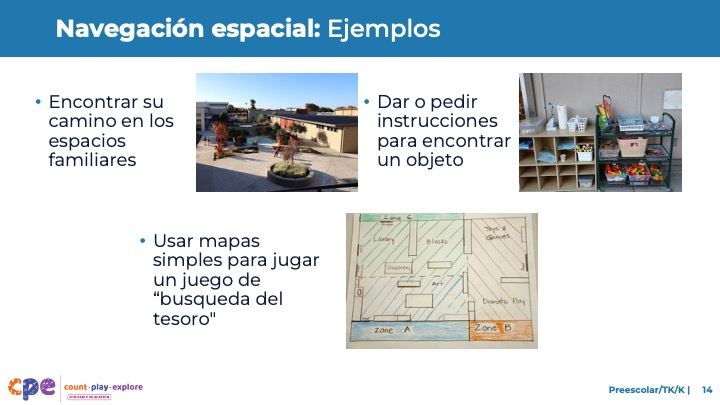 Navegación espacial: Ejemplos
• Encontrar su
camino en los
espacios
familiares
• Dar o pedir
instrucciones
para encontrar
un objeto
• Usar mapas
simples para jugar
un juego de
“busqueda del
tesoro"
Zone C
Library
Blocks
Toys &
Games
Discovery
Art
Dramatic Play
Zone A
Zone B
cpe
count·play·explore
Preescolar/TK/K | 14